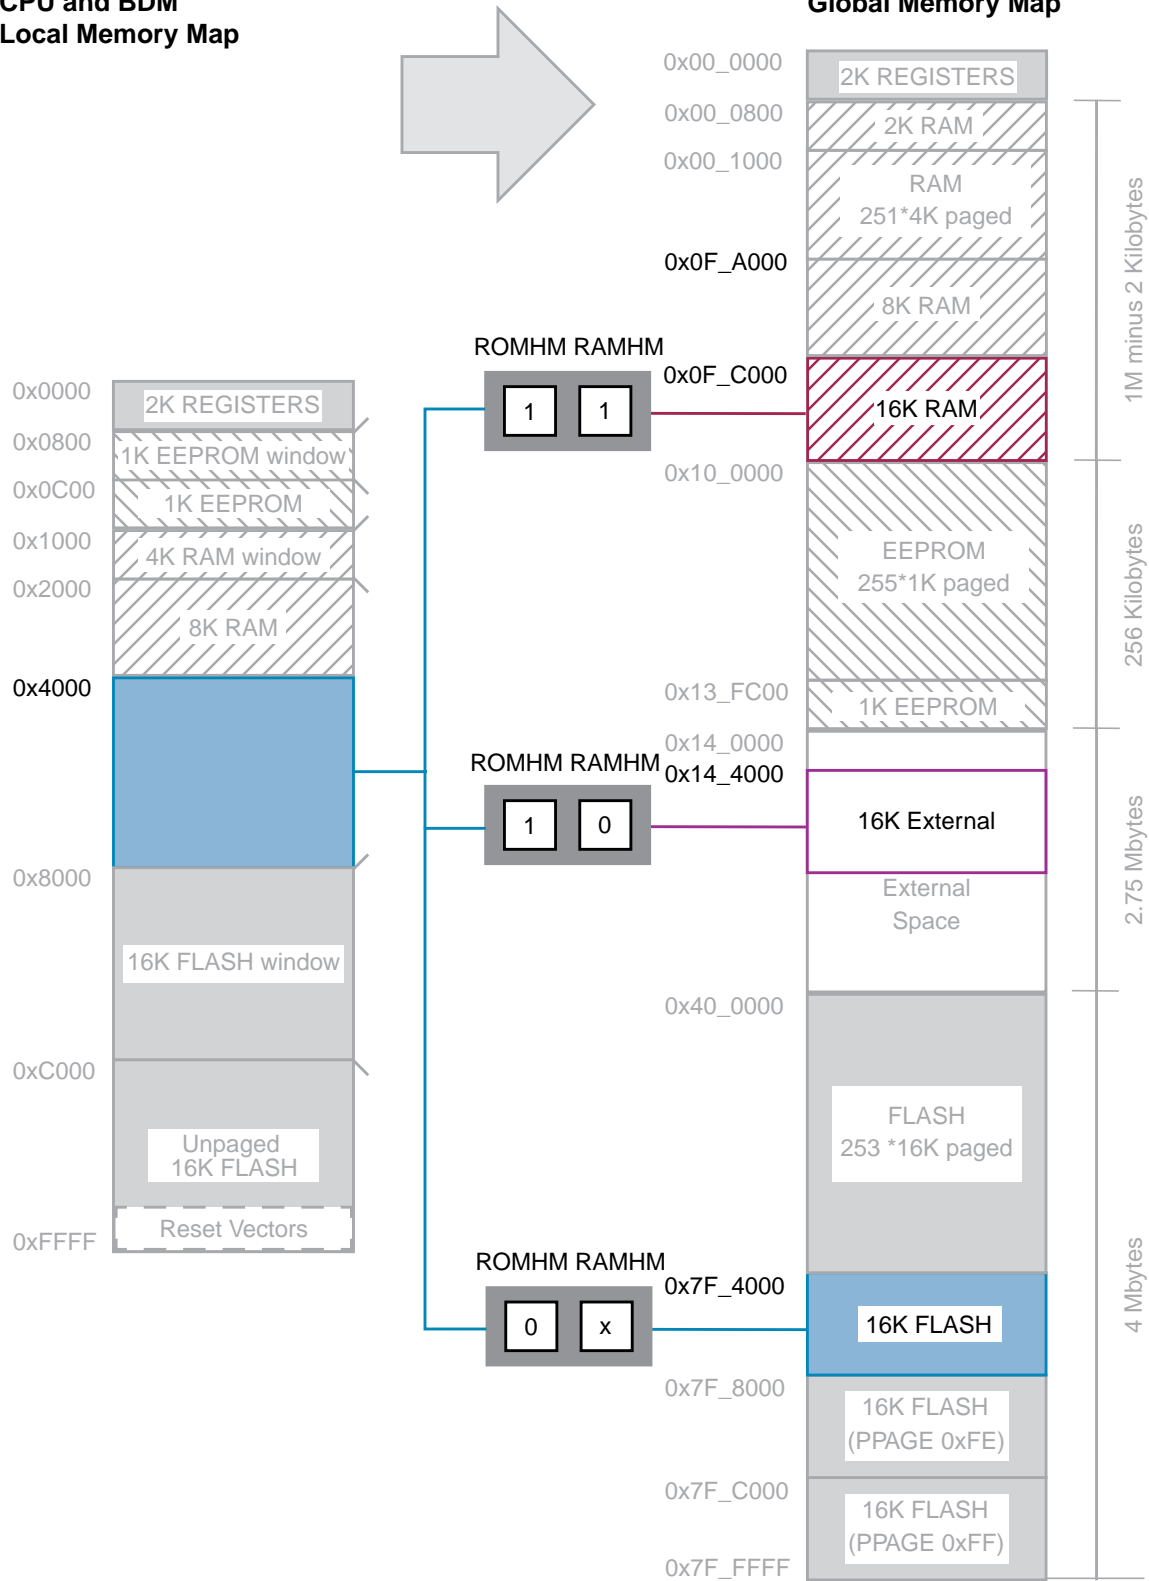 CPU and BDM
Local Memory Map
Global Memory Map
0x0000
2K REGISTERS
0x0800
1K EEPROM window
0x0C00
1K EEPROM
0x1000
4K RAM window
0x2000
8K RAM
0x4000
0x8000
16K FLASH window
0xC000
Unpaged
16K FLASH
Reset Vectors
0xFFFF
ROMHM RAMHM
1 1
ROMHM RAMHM
1 0
ROMHM RAMHM
0 x
0x00_0000
2K REGISTERS
0x00_0800
2K RAM
0x00_1000
RAM
251*4K paged
0x0F_A000
8K RAM
0x0F_C000
16K RAM
0x10_0000
EEPROM
255*1K paged
0x13_FC00
1K EEPROM
0x14_0000
0x14_4000
16K External
External
Space
0x40_0000
FLASH
253 *16K paged
0x7F_4000
16K FLASH
0x7F_8000
16K FLASH
(PPAGE 0xFE)
0x7F_C000
16K FLASH
(PPAGE 0xFF)
0x7F_FFFF
1M minus 2 Kilobytes
256 Kilobytes
2.75 Mbytes
4 Mbytes